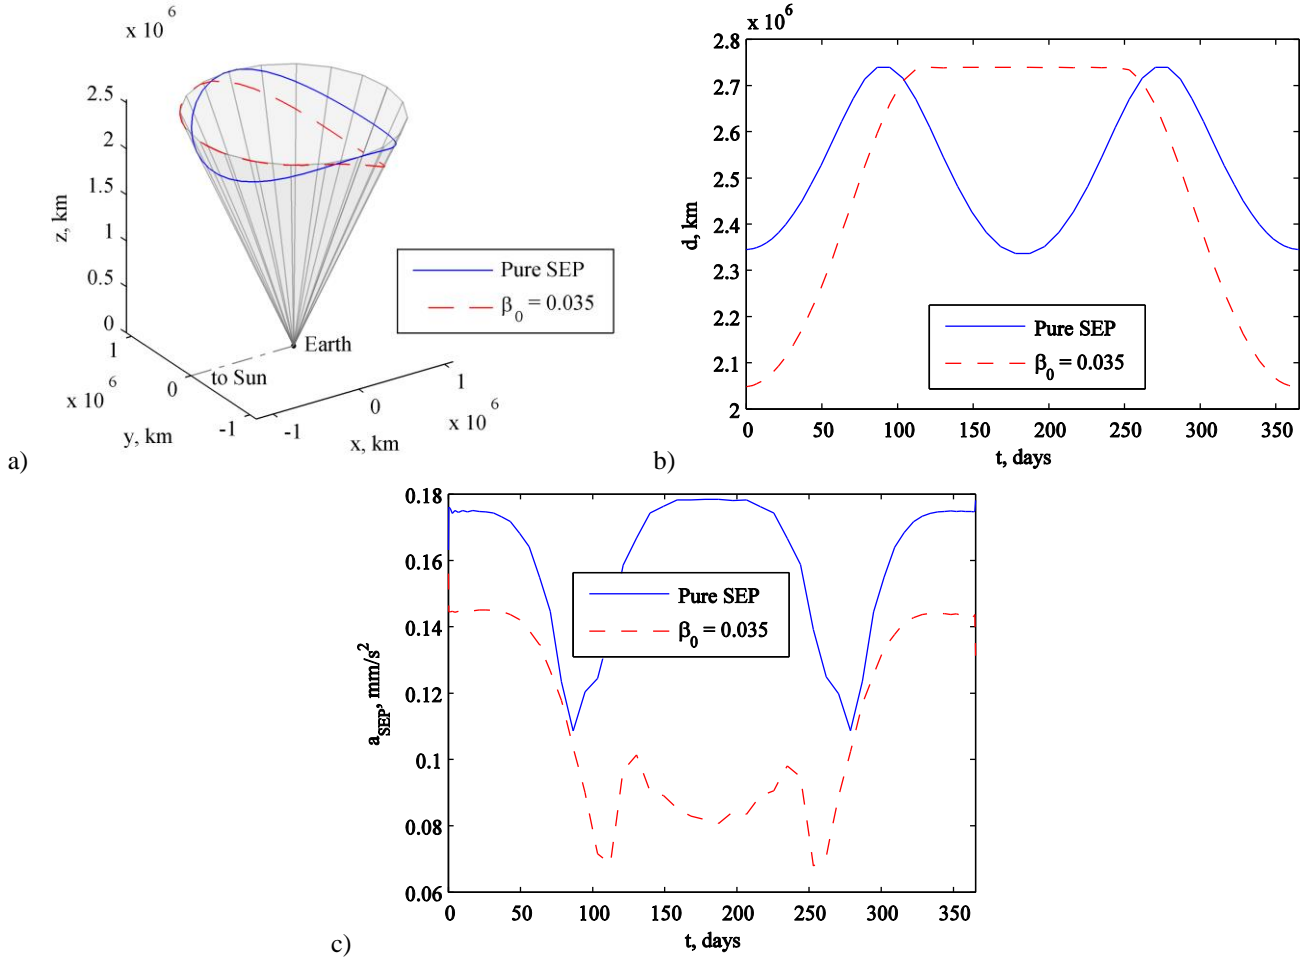 a)
x 10^6
2.5
2
1.5
1
0.5
0
z, km
1
0
-1
x 10^6
y, km
to Sun
Earth
-1
0
1
x 10^6
x, km
Pure SEP
β_0 = 0.035
b)
x 10^6
2.8
2.7
2.6
2.5
2.4
2.3
2.2
2.1
2
d, km
Pure SEP
β_0 = 0.035
0 50 100 150 200 250 300 350
t, days
c)
0.18
0.16
0.14
0.12
0.1
0.08
0.06
a_SEP, mm/s^2
Pure SEP
β_0 = 0.035
0 50 100 150 200 250 300 350
t, days